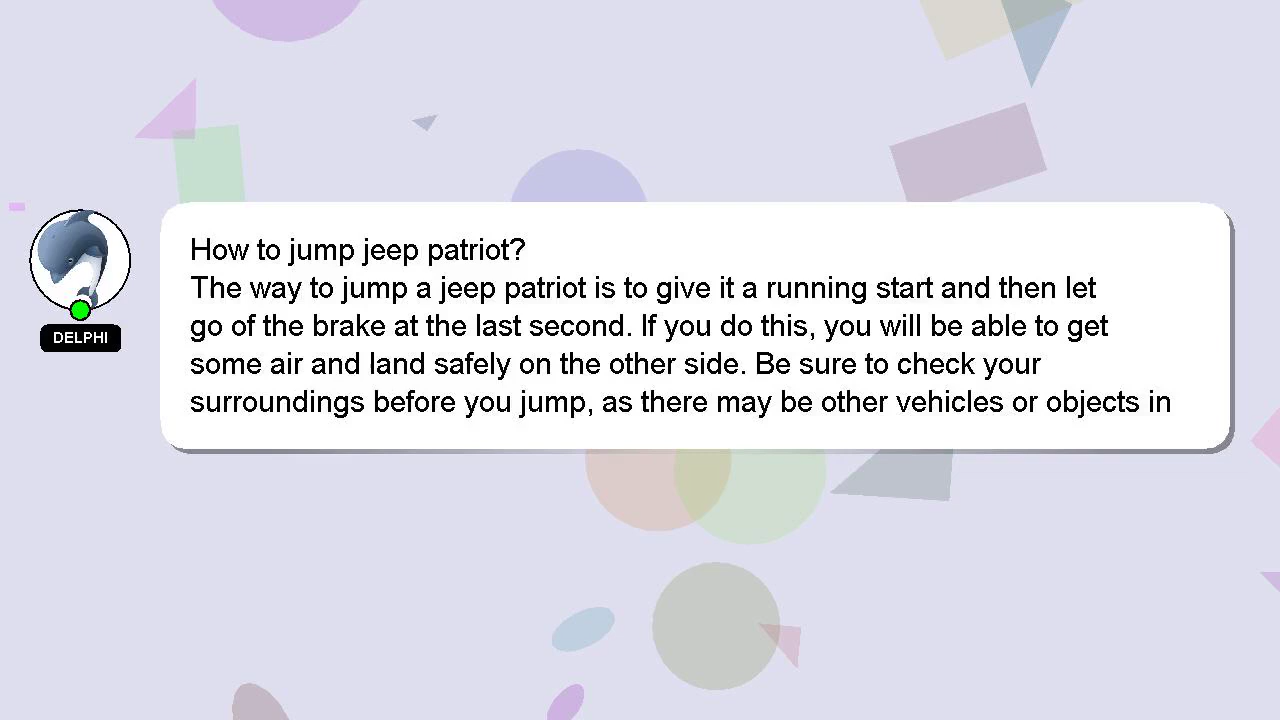 How to jump jeep patriot?
The way to jump a jeep patriot is to give it a running start and then let
go of the brake at the last second. If you do this, you will be able to get
some air and land safely on the other side. Be sure to check your
surroundings before you jump, as there may be other vehicles or objects in
DELPHI